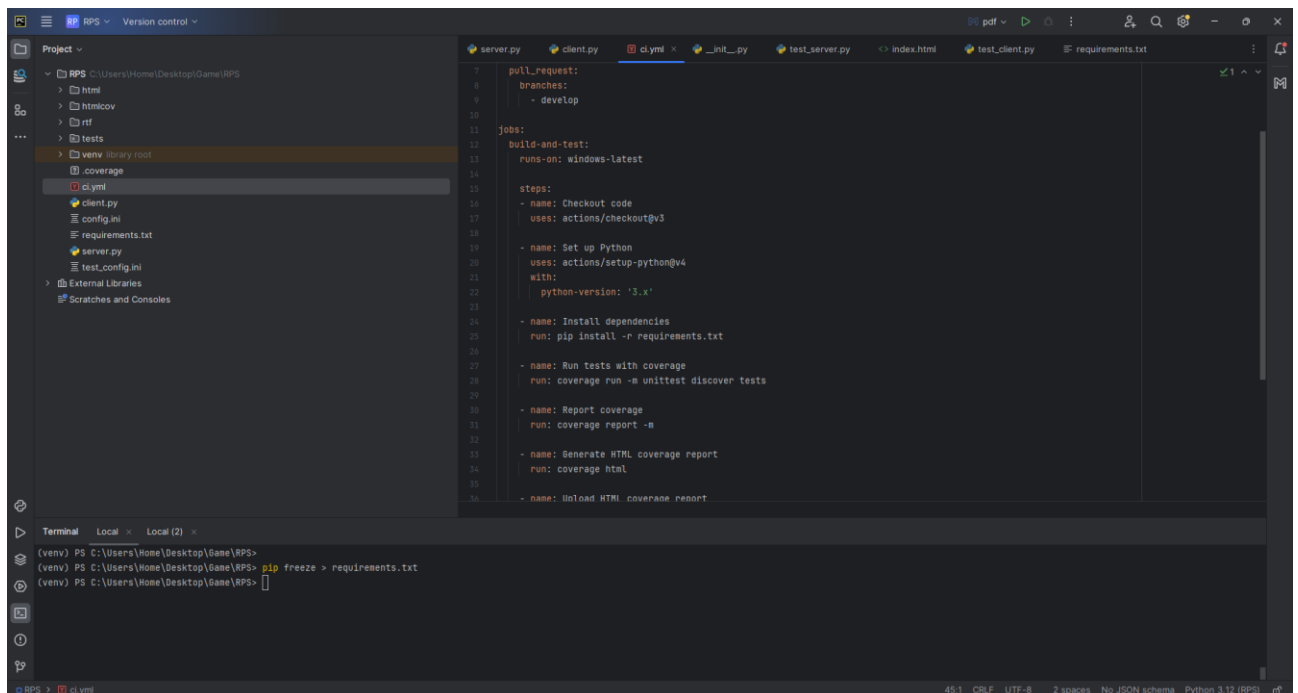 RP RPS Version control
pdf
Project
RPS C:\Users\Home\Desktop\Game\RPS
html
htmlcov
rtf
tests
venv library root
.coverage
ci.yml
client.py
config.ini
requirements.txt
server.py
test_config.ini
External Libraries
Scratches and Consoles
server.py client.py ci.yml __init__.py test_server.py index.html test_client.py requirements.txt
1
7 pull_request:
8 branches:
9 - develop
10
11 jobs:
12 build-and-test:
13 runs-on: windows-latest
14
15 steps:
16 - name: Checkout code
17 uses: actions/checkout@v3
18
19 - name: Set up Python
20 uses: actions/setup-python@v4
21 with:
22 python-version: '3.x'
23
24 - name: Install dependencies
25 run: pip install -r requirements.txt
26
27 - name: Run tests with coverage
28 run: coverage run -m unittest discover tests
29
30 - name: Report coverage
31 run: coverage report -m
32
33 - name: Generate HTML coverage report
34 run: coverage html
35
36 - name: Upload HTML coverage report
Terminal Local Local (2)
(venv) PS C:\Users\Home\Desktop\Game\RPS>
(venv) PS C:\Users\Home\Desktop\Game\RPS> pip freeze > requirements.txt
(venv) PS C:\Users\Home\Desktop\Game\RPS>
RPS > ci.yml 45:1 CRLF UTF-8 2 spaces No JSON schema Python 3.12 (RPS)